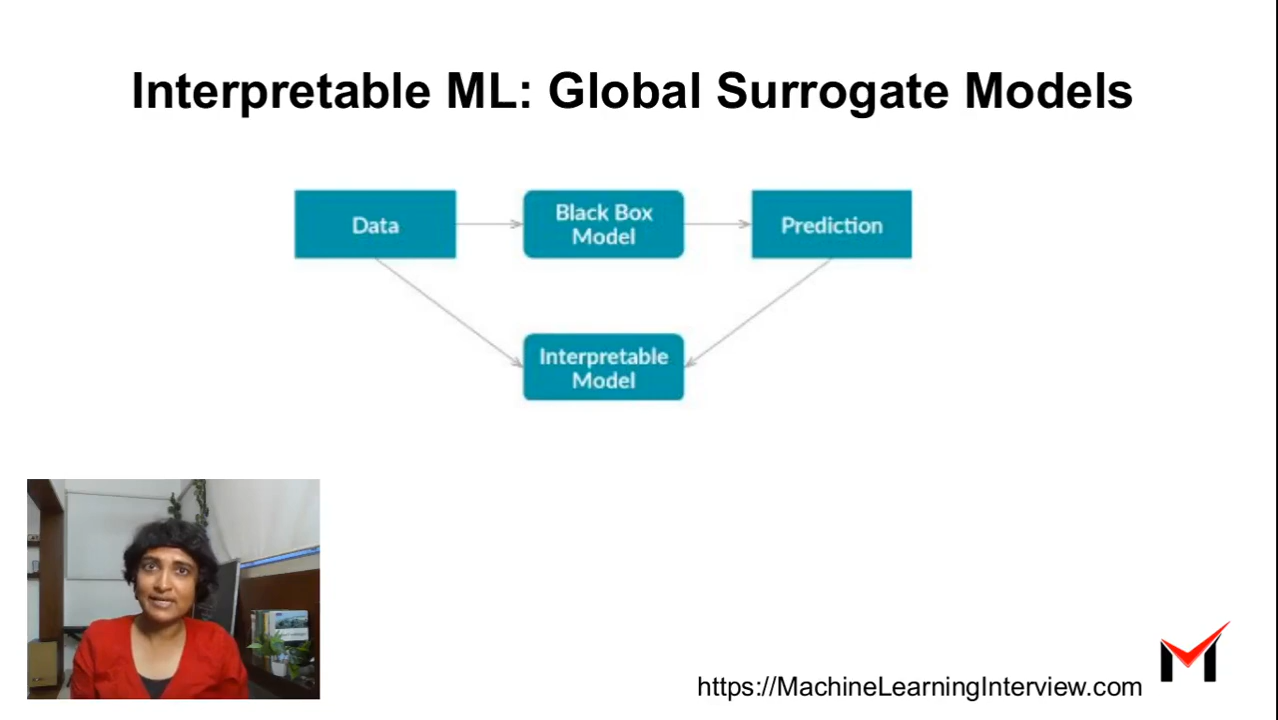 Interpretable ML: Global Surrogate Models
Data
Black Box
Model
Prediction
Interpretable
Model
https://MachineLearningInterview.com